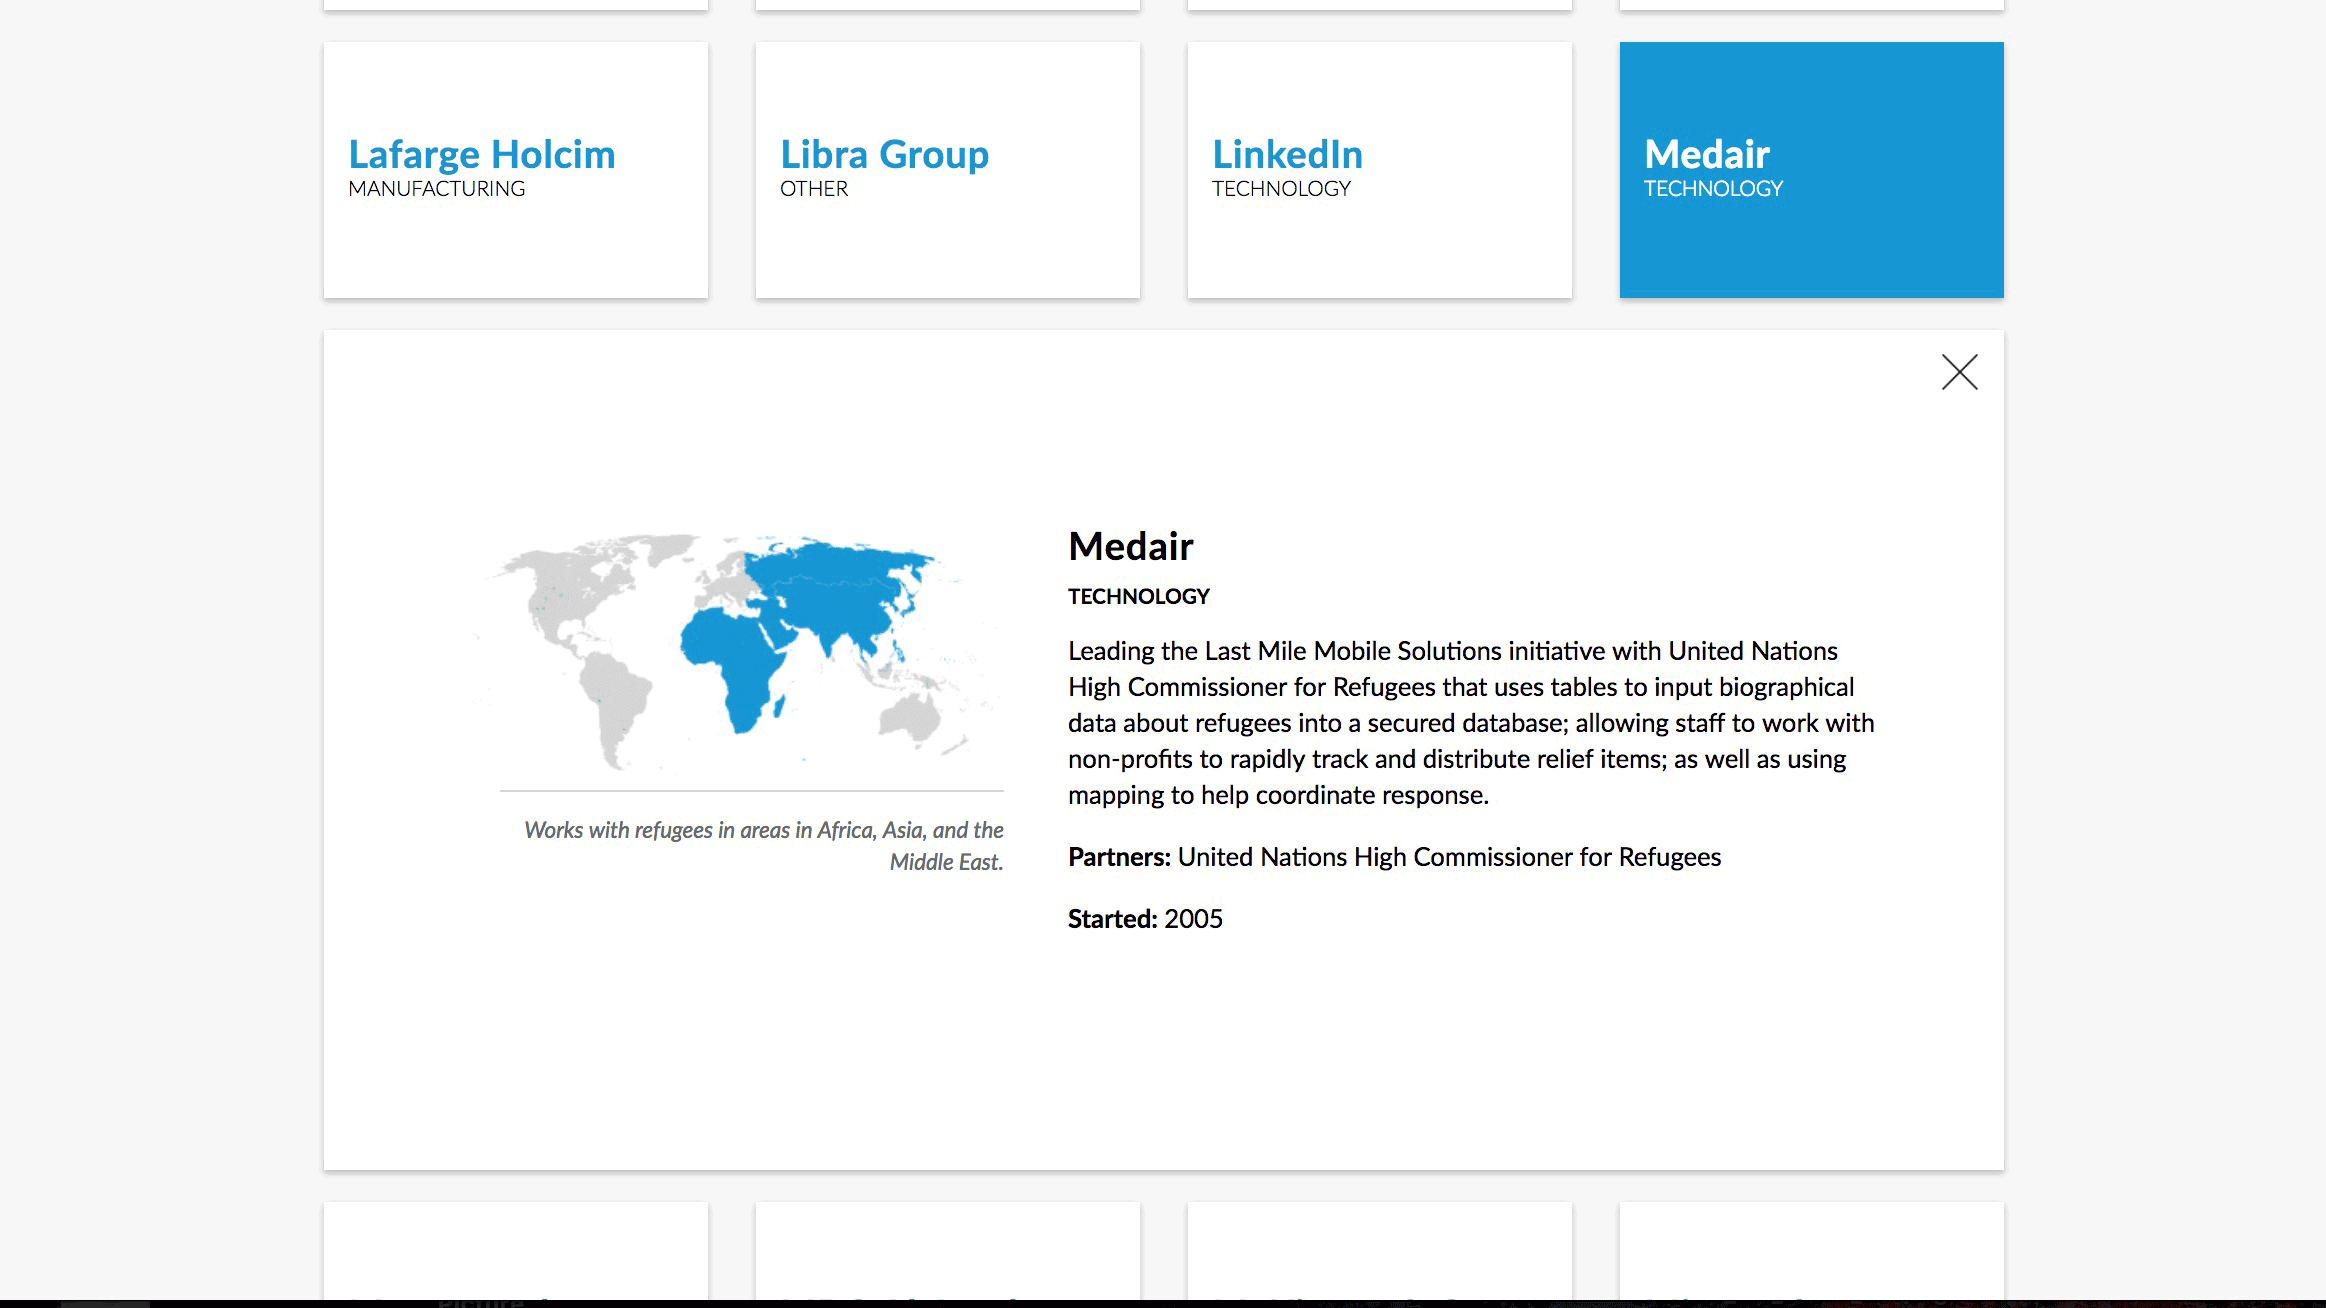 Lafarge Holcim
MANUFACTURING
Libra Group
OTHER
LinkedIn
TECHNOLOGY
Medair
TECHNOLOGY
Works with refugees in areas in Africa, Asia, and the
Middle East.
Medair
TECHNOLOGY
Leading the Last Mile Mobile Solutions initiative with United Nations
High Commissioner for Refugees that uses tables to input biographical
data about refugees into a secured database; allowing staff to work with
non-profits to rapidly track and distribute relief items; as well as using
mapping to help coordinate response.
Partners: United Nations High Commissioner for Refugees
Started: 2005